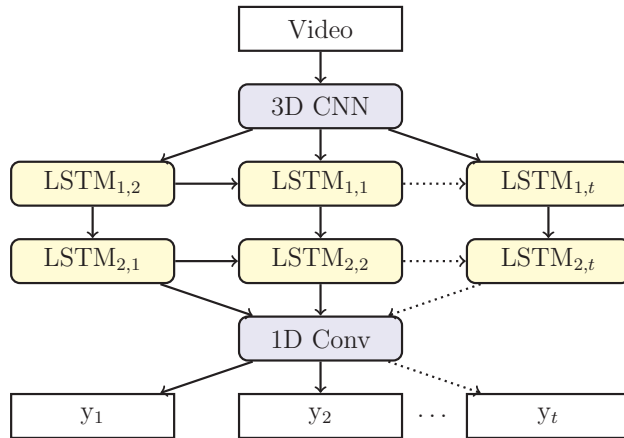 Video
3D CNN
LSTM₁,₂ LSTM₁,₁ LSTM₁,ₜ
LSTM₂,₁ LSTM₂,₂ LSTM₂,ₜ
1D Conv
y₁ y₂ ... yₜ